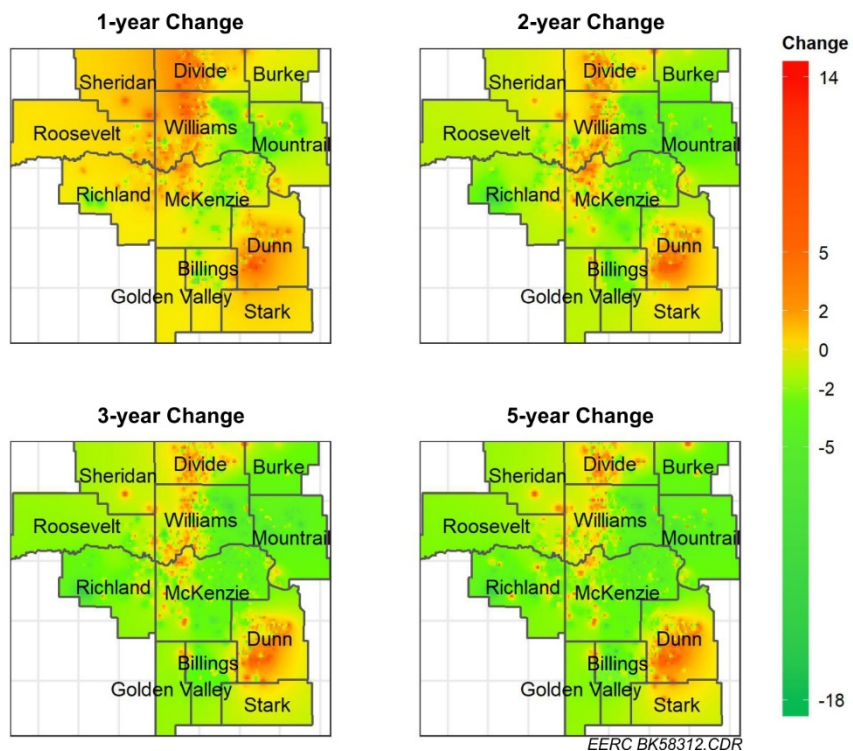 1-year Change
2-year Change
Change
Sheridan
Divide
Burke
Roosevelt
Williams
Mountrail
Richland
McKenzie
Dunn
Billings
Golden Valley
Stark
Sheridan
Divide
Burke
Roosevelt
Williams
Mountrail
Richland
McKenzie
Dunn
Billings
Golden Valley
Stark
14
5
2
0
-2
-5
-18
3-year Change
5-year Change
Sheridan
Divide
Burke
Roosevelt
Williams
Mountrail
Richland
McKenzie
Dunn
Billings
Golden Valley
Stark
Sheridan
Divide
Burke
Roosevelt
Williams
Mountrail
Richland
McKenzie
Dunn
Billings
Golden Valley
Stark
EERC BK58312.CDR